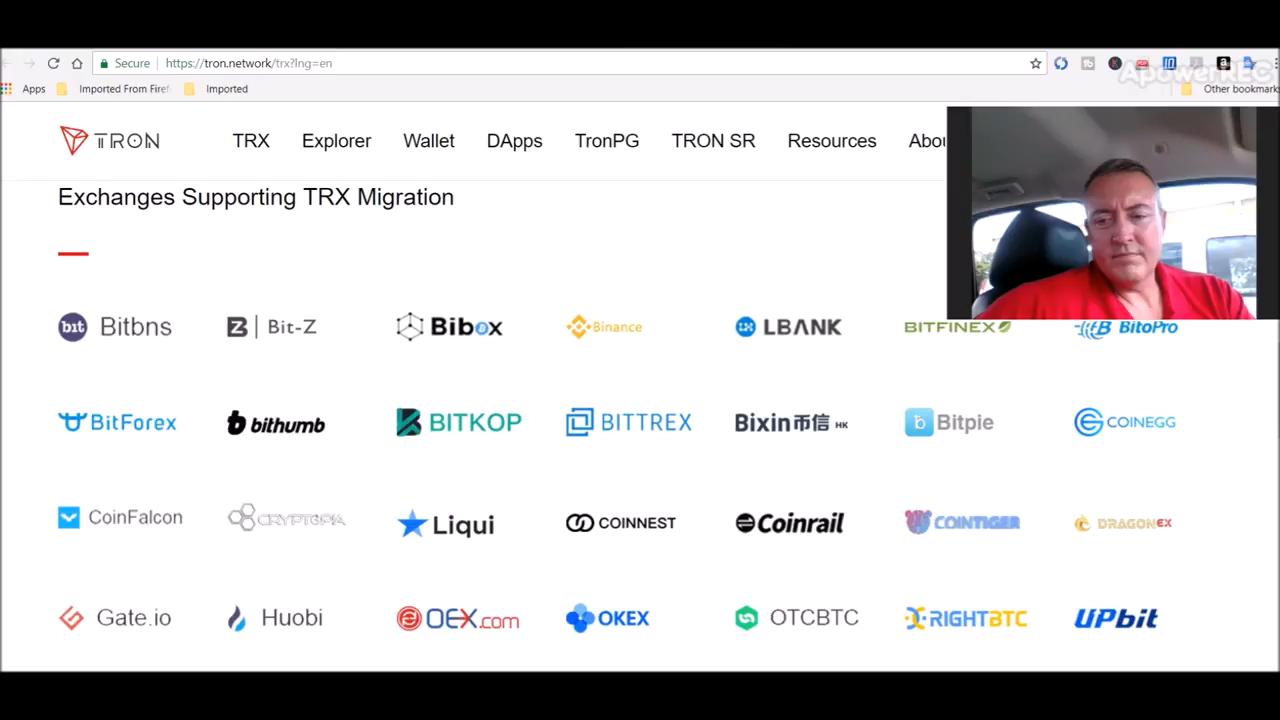 Secure https://tron.network/trx?lng=en
ApowerREC
Apps Imported From Firef Imported Other bookmark
TRON TRX Explorer Wallet DApps TronPG TRON SR Resources Abou
Exchanges Supporting TRX Migration
bit Bitbns Bit-Z Bibox Binance LBANK BITFINEX BitoPro
BitForex bithumb BITKOP BITTREX Bixin币信 HK Bitpie COINEGG
CoinFalcon CRYPTOPIA Liqui COINNEST Coinrail COINTIGER DRAGONEX
Gate.io Huobi OEX.com OKEX OTCBTC RIGHTBTC UPbit